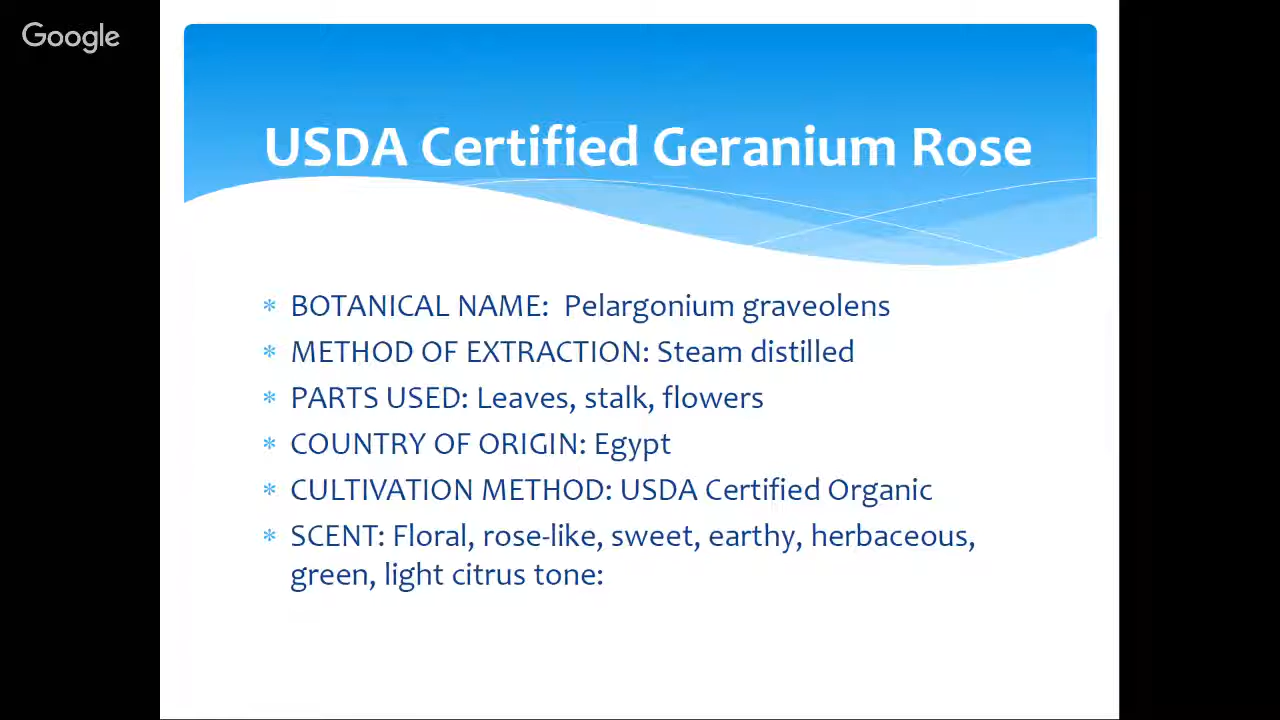 Google
USDA Certified Geranium Rose
* BOTANICAL NAME: Pelargonium graveolens
* METHOD OF EXTRACTION: Steam distilled
* PARTS USED: Leaves, stalk, flowers
* COUNTRY OF ORIGIN: Egypt
* CULTIVATION METHOD: USDA Certified Organic
* SCENT: Floral, rose-like, sweet, earthy, herbaceous,
green, light citrus tone: